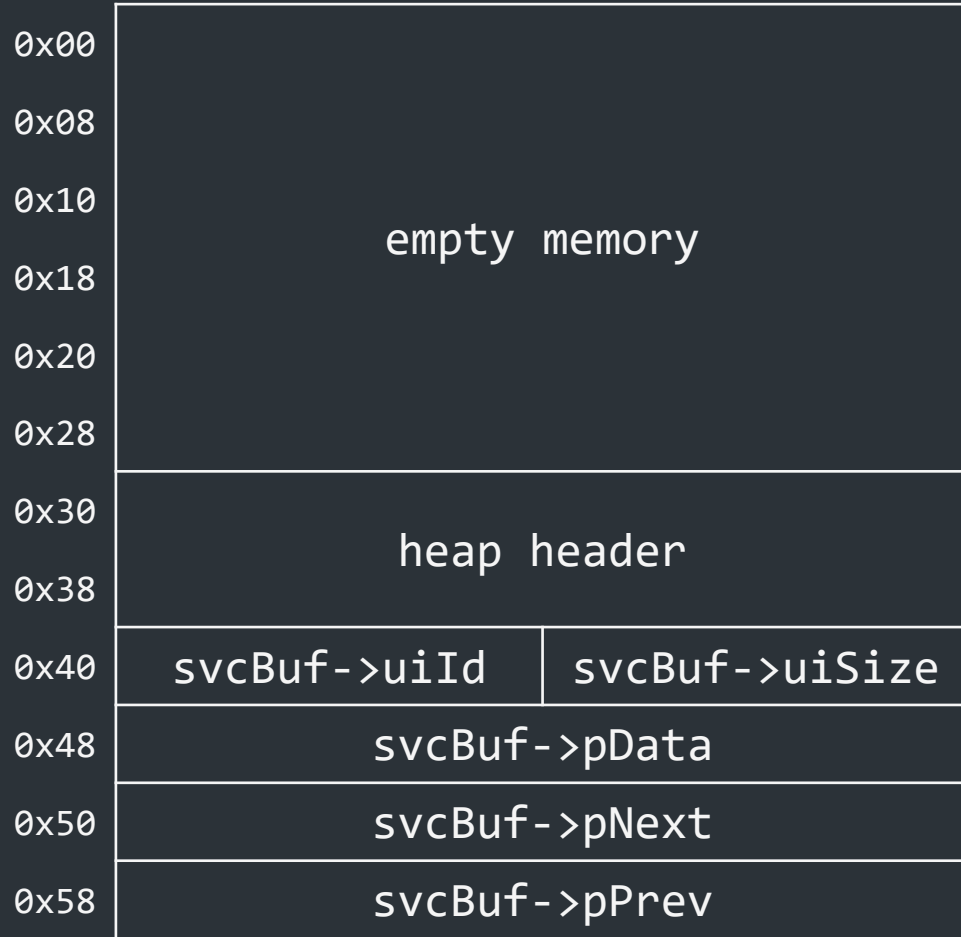 0x00
0x08
0x10
empty memory
0x18
0x20
0x28
0x30
heap header
0x38
0x40 svcBuf->uiId svcBuf->uiSize
0x48 svcBuf->pData
0x50 svcBuf->pNext
0x58 svcBuf->pPrev